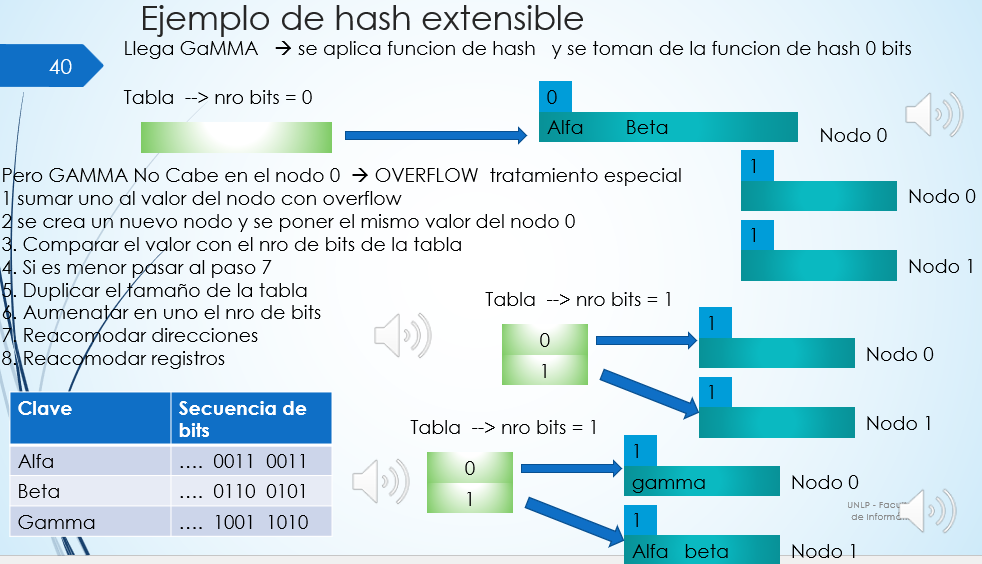 Ejemplo de hash extensible
40
Llega GaMMA → se aplica funcion de hash y se toman de la funcion de hash 0 bits
Tabla --> nro bits = 0
0
Alfa Beta
Nodo 0
Pero GAMMA No Cabe en el nodo 0 → OVERFLOW tratamiento especial
1 sumar uno al valor del nodo con overflow
2 se crea un nuevo nodo y se poner el mismo valor del nodo 0
3. Comparar el valor con el nro de bits de la tabla
4. Si es menor pasar al paso 7
5. Duplicar el tamaño de la tabla
6. Aumenatar en uno el nro de bits
7. Reacomodar direcciones
8. Reacomodar registros
1
Nodo 0
1
Nodo 1
Tabla --> nro bits = 1
0
1
1
Nodo 0
1
Nodo 1
Clave Secuencia de bits
Alfa .... 0011 0011
Beta .... 0110 0101
Gamma .... 1001 1010
Tabla --> nro bits = 1
0
1
1
gamma
Nodo 0
1
Alfa beta
Nodo 1
UNLP -
de